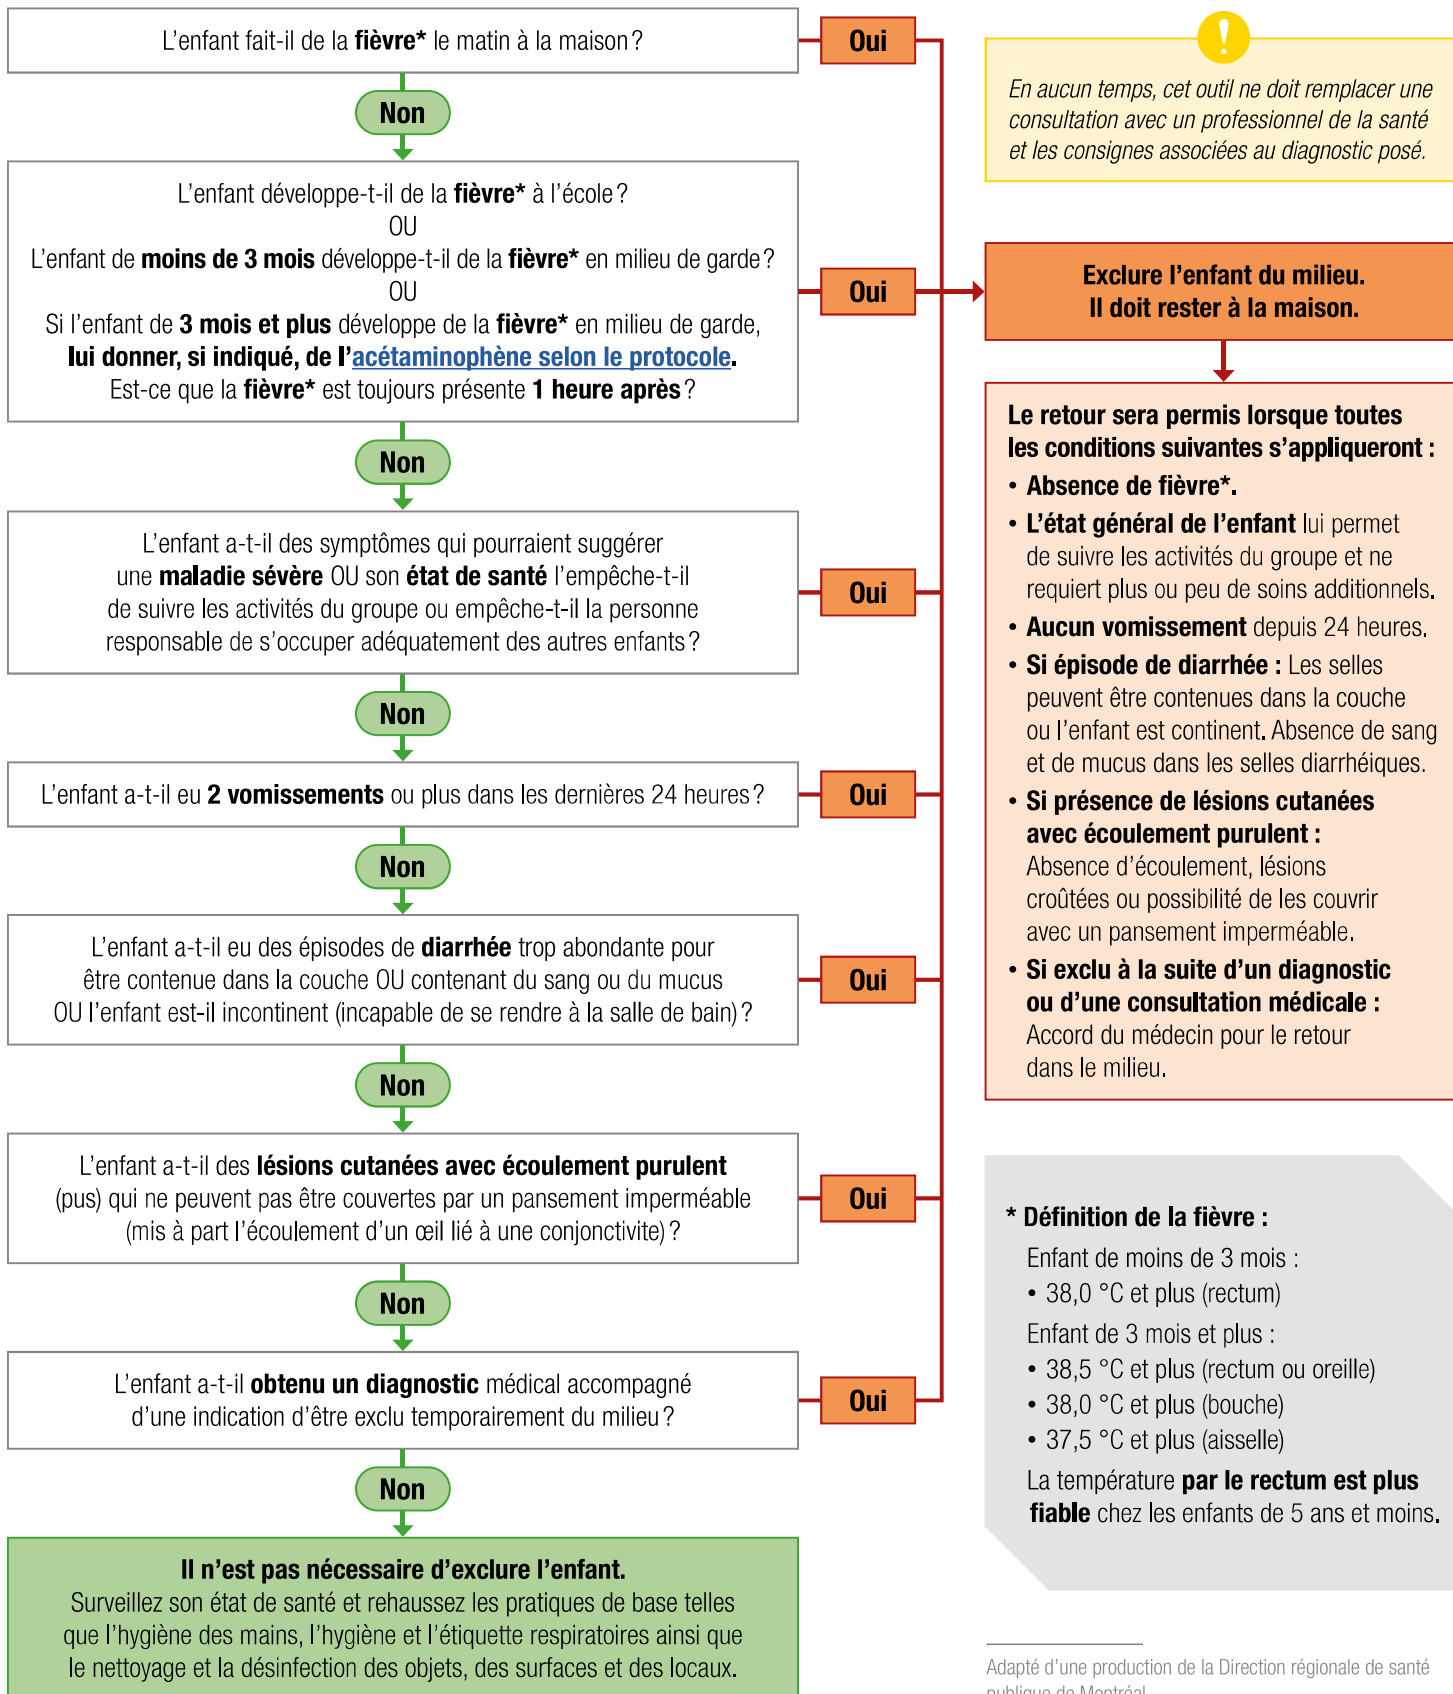 L'enfant fait-il de la fièvre* le matin à la maison ?
Oui
Non
L'enfant développe-t-il de la fièvre* à l'école ?
OU
L'enfant de moins de 3 mois développe-t-il de la fièvre* en milieu de garde ?
OU
Si l'enfant de 3 mois et plus développe de la fièvre* en milieu de garde,
lui donner, si indiqué, de l'acétaminophène selon le protocole.
Est-ce que la fièvre* est toujours présente 1 heure après ?
Oui
Non
L'enfant a-t-il des symptômes qui pourraient suggérer
une maladie sévère OU son état de santé l'empêche-t-il
de suivre les activités du groupe ou empêche-t-il la personne
responsable de s'occuper adéquatement des autres enfants ?
Oui
Non
L'enfant a-t-il eu 2 vomissements ou plus dans les dernières 24 heures ?
Oui
Non
L'enfant a-t-il eu des épisodes de diarrhée trop abondante pour
être contenue dans la couche OU contenant du sang ou du mucus
OU l'enfant est-il incontinent (incapable de se rendre à la salle de bain) ?
Oui
Non
L'enfant a-t-il des lésions cutanées avec écoulement purulent
(pus) qui ne peuvent pas être couvertes par un pansement imperméable
(mis à part l'écoulement d'un œil lié à une conjonctivite) ?
Oui
Non
L'enfant a-t-il obtenu un diagnostic médical accompagné
d'une indication d'être exclu temporairement du milieu ?
Oui
Non
Il n'est pas nécessaire d'exclure l'enfant.
Surveillez son état de santé et rehaussez les pratiques de base telles
que l'hygiène des mains, l'hygiène et l'étiquette respiratoires ainsi que
le nettoyage et la désinfection des objets, des surfaces et des locaux.
!
En aucun temps, cet outil ne doit remplacer une
consultation avec un professionnel de la santé
et les consignes associées au diagnostic posé.
Exclure l'enfant du milieu.
Il doit rester à la maison.
Le retour sera permis lorsque toutes
les conditions suivantes s'appliqueront :
• Absence de fièvre*.
• L'état général de l'enfant lui permet
de suivre les activités du groupe et ne
requiert plus ou peu de soins additionnels.
• Aucun vomissement depuis 24 heures.
• Si épisode de diarrhée : Les selles
peuvent être contenues dans la couche
ou l'enfant est continent. Absence de sang
et de mucus dans les selles diarrhéiques.
• Si présence de lésions cutanées
avec écoulement purulent :
Absence d'écoulement, lésions
croûtées ou possibilité de les couvrir
avec un pansement imperméable.
• Si exclu à la suite d'un diagnostic
ou d'une consultation médicale :
Accord du médecin pour le retour
dans le milieu.
* Définition de la fièvre :
Enfant de moins de 3 mois :
• 38,0 °C et plus (rectum)
Enfant de 3 mois et plus :
• 38,5 °C et plus (rectum ou oreille)
• 38,0 °C et plus (bouche)
• 37,5 °C et plus (aisselle)
La température par le rectum est plus
fiable chez les enfants de 5 ans et moins.
Adapté d'une production de la Direction régionale de santé
publique de Montréal